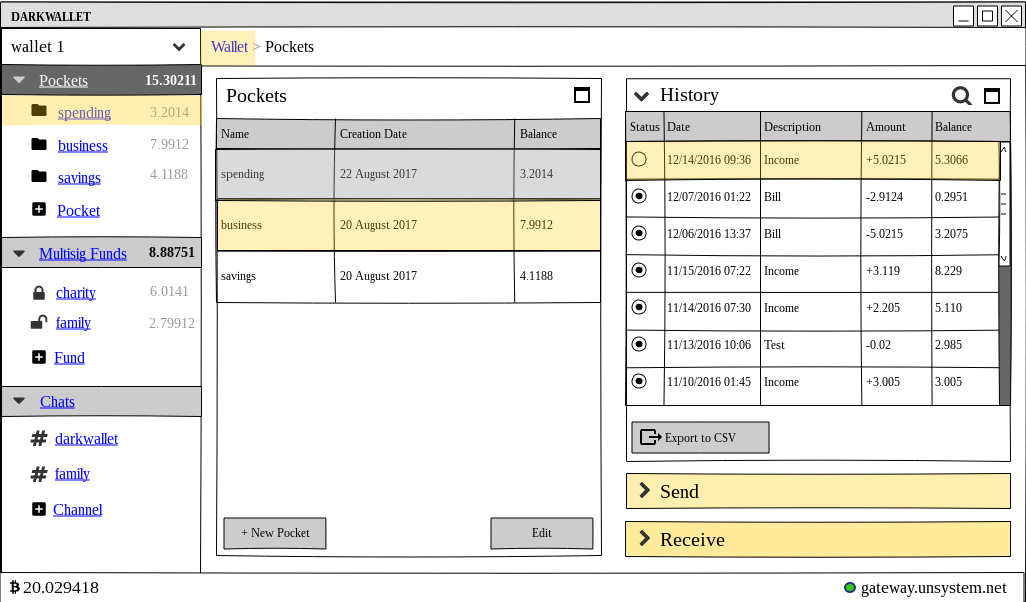 DARKWALLET
wallet 1
Wallet > Pockets
Pockets 15.30211
spending 3.2014
business 7.9912
savings 4.1188
Pocket
Multisig Funds 8.88751
charity 6.0141
family 2.79912
Fund
Chats
# darkwallet
# family
Channel
Pockets
Name Creation Date Balance
spending 22 August 2017 3.2014
business 20 August 2017 7.9912
savings 20 August 2017 4.1188
+ New Pocket Edit
History
Status Date Description Amount Balance
12/14/2016 09:36 Income +5.0215 5.3066
12/07/2016 01:22 Bill -2.9124 0.2951
12/06/2016 13:37 Bill -5.0215 3.2075
11/15/2016 07:22 Income +3.119 8.229
11/14/2016 07:30 Income +2.205 5.110
11/13/2016 10:06 Test -0.02 2.985
11/10/2016 01:45 Income +3.005 3.005
Export to CSV
Send
Receive
₿ 20.029418
gateway.unsystem.net